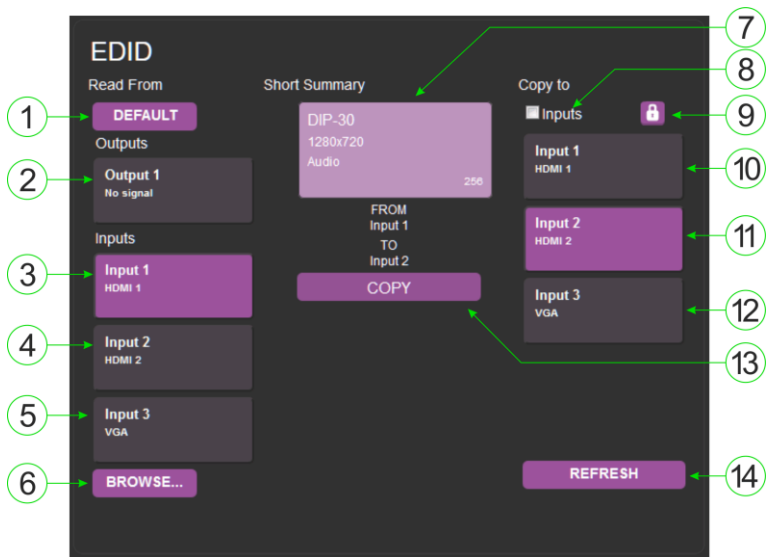 EDID
Read From
1
DEFAULT
Outputs
2
Output 1
No signal
Inputs
3
Input 1
HDMI 1
4
Input 2
HDMI 2
5
Input 3
VGA
6
BROWSE...
Short Summary
7
DIP-30
1280x720
Audio
256
FROM
Input 1
TO
Input 2
COPY
13
Copy to
8
Inputs
9
Input 1
HDMI 1
10
Input 2
HDMI 2
11
Input 3
VGA
12
REFRESH
14